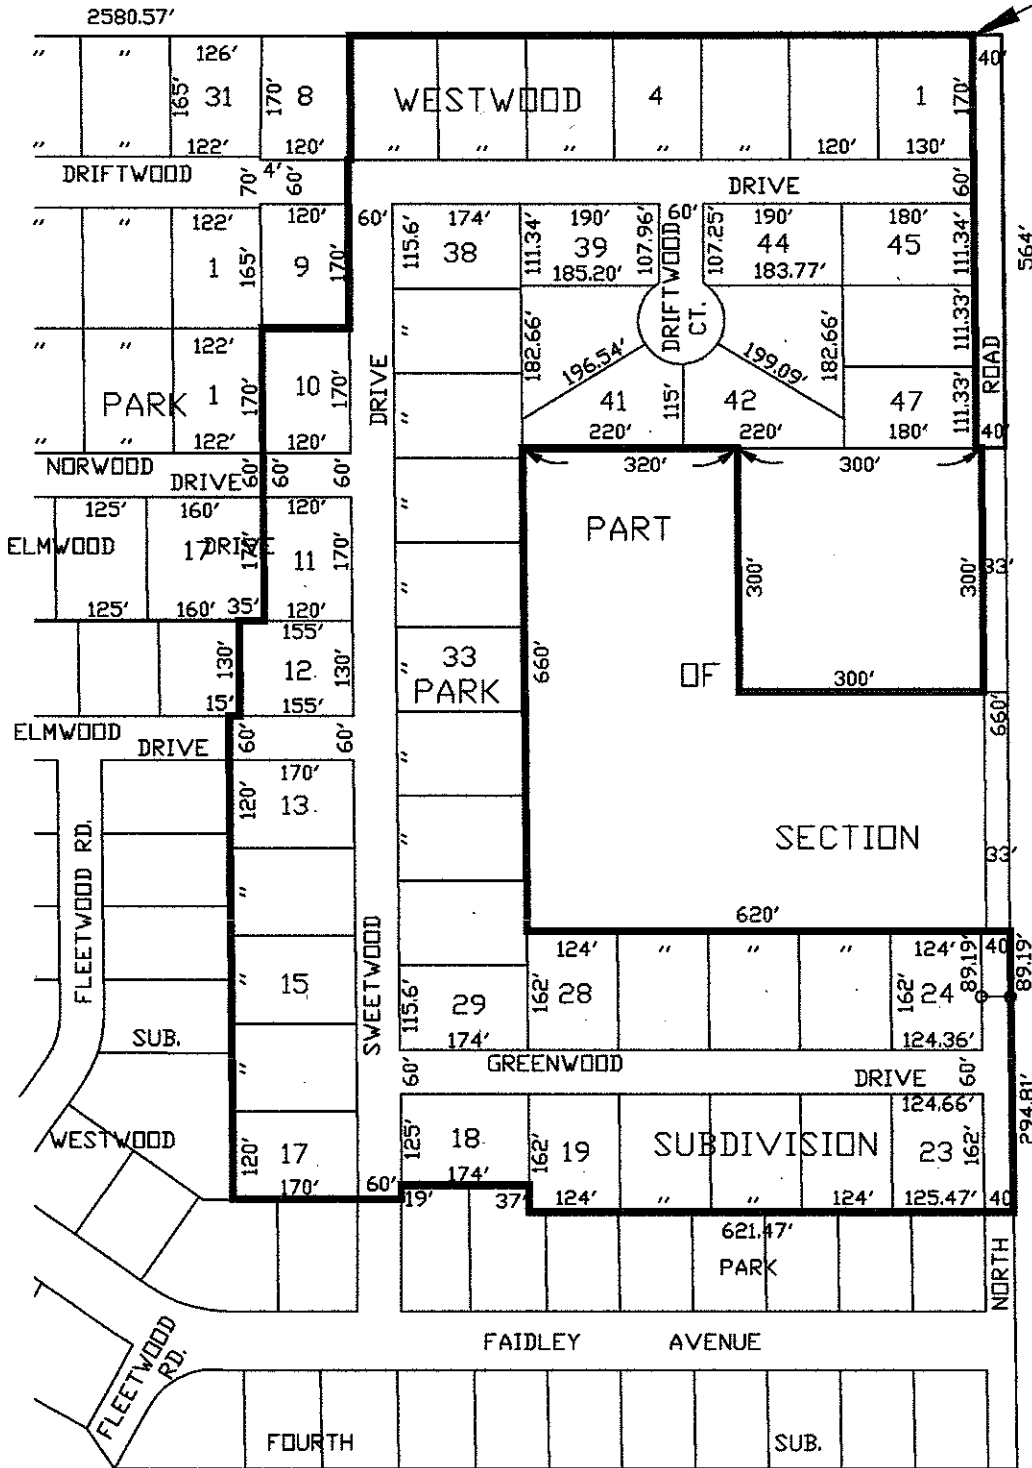 2580.57'
" " 126' 40'
165' 31 170' 8 WESTWOOD 4 1 170'
" " 122' 120' " " " " " 120' 130'
DRIFTWOOD 70' 4' 60' DRIVE 60'
" " 122' 120' 60' 174' 190' 60' 190' 180'
1 165' 9 170' 115.6' 38 111.34' 39 107.96' DRIFTWOOD CT. 107.25' 44 45 111.34' 564'
185.20' 183.77'
" " 122' " 182.66' 196.54' 199.09' 182.66' 111.33' ROAD
PARK 1 170' 10 170' DRIVE " 41 115' 42 47 111.33'
" " 122' 120' 220' 220' 180' 40'
NORWOOD DRIVE 60' 60' 60' 320' 300'
125' 160' 120' " PART
ELMWOOD 17 DRIVE 170' 11 170' " 300' 300' 33'
125' 160' 35' 120'
155'
130' 12 130' " 33 660' OF 300'
15' 155' PARK 660'
ELMWOOD DRIVE 60' 60' "
170'
120' 13 " SECTION 33'
FLEETWOOD RD. " 620'
SWEETWOOD 124' " " " 124' 40'
" 15 115.6' 29 162' 28 162' 24 89.19' 89.19'
SUB. 174' 124.36'
" 60' GREENWOOD DRIVE 60'
124.66'
WESTWOOD 120' 17 125' 18 162' 19 SUBDIVISION 23 162' 294.81'
170' 60' 174'
19' 37' 124' " " 124' 125.47' 40'
621.47'
PARK NORTH
FAIDLEY AVENUE
FLEETWOOD RD.
FOURTH SUB.